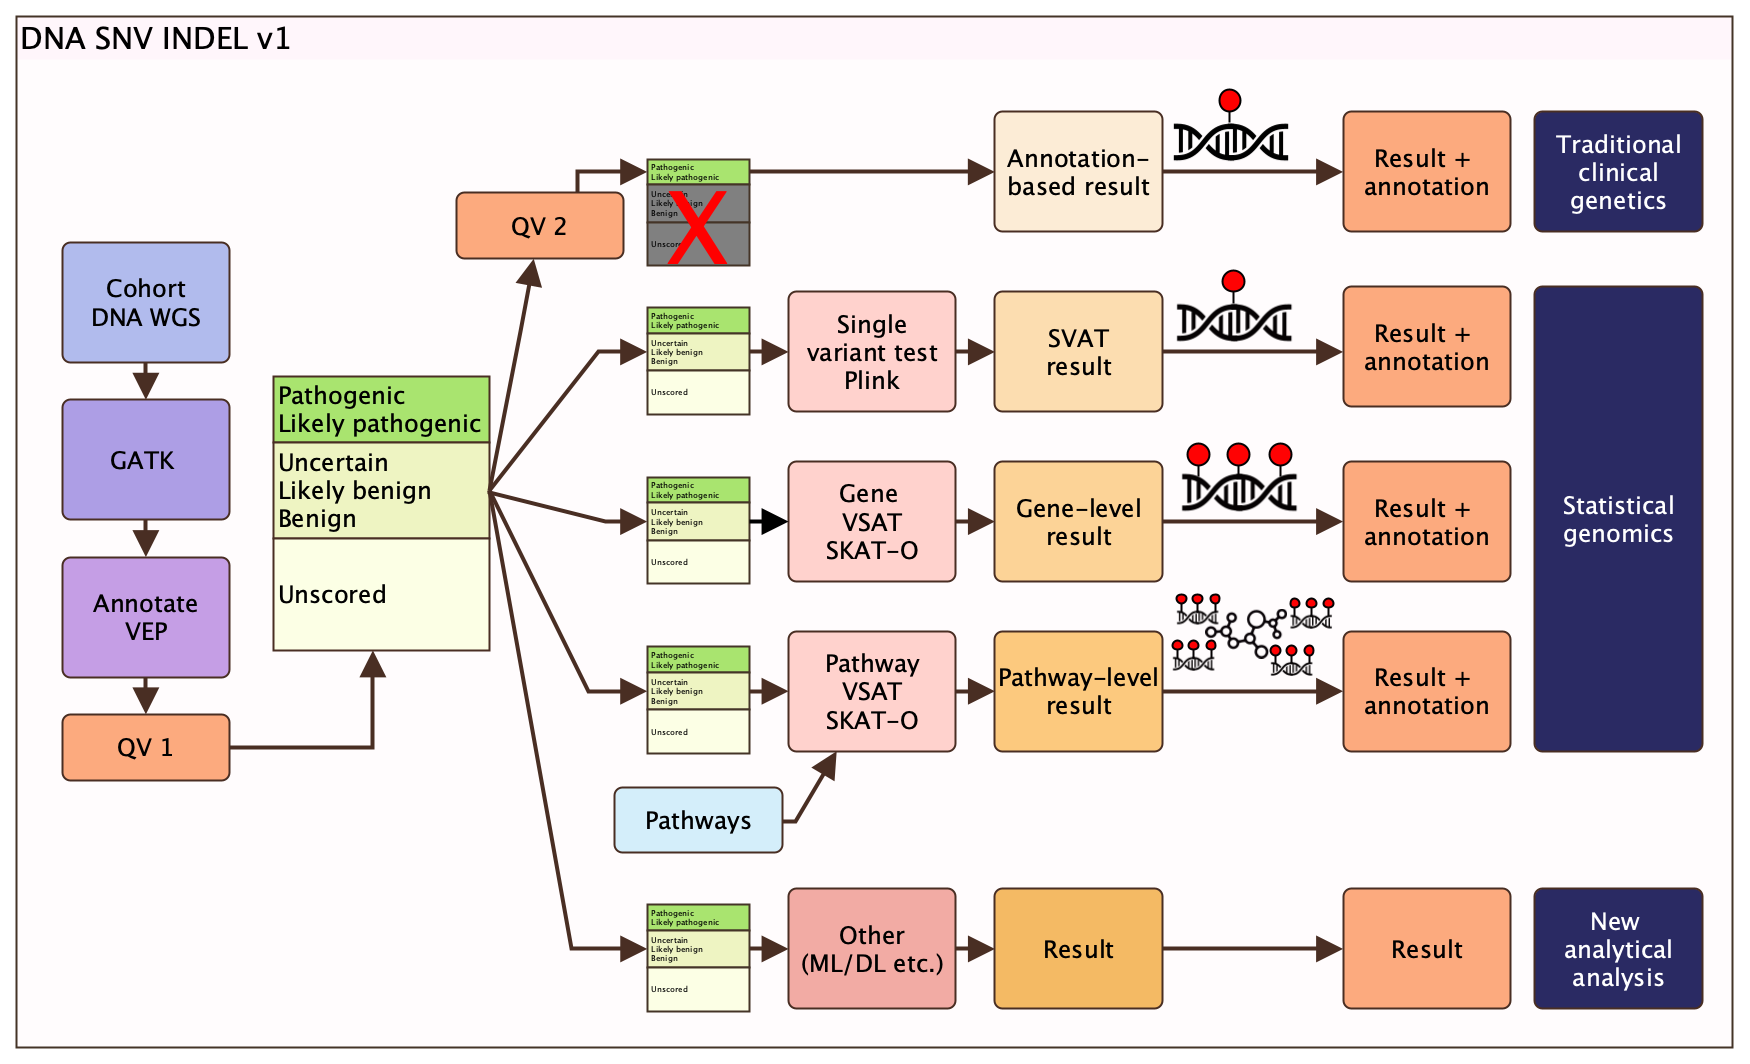 DNA SNV INDEL v1
Cohort
DNA WGS
GATK
Annotate
VEP
QV 1
Pathogenic
Likely pathogenic
Uncertain
Likely benign
Benign
Unscored
QV 2
Pathogenic
Likely pathogenic
Likely
Benign
X
Annotation-
based result
Result +
annotation
Traditional
clinical
genetics
Pathogenic
Likely pathogenic
Uncertain
Likely benign
Benign
Unscored
Single
variant test
Plink
SVAT
result
Result +
annotation
Pathogenic
Likely pathogenic
Uncertain
Likely benign
Benign
Unscored
Gene
VSAT
SKAT-O
Gene-level
result
Result +
annotation
Statistical
genomics
Pathogenic
Likely pathogenic
Uncertain
Likely benign
Benign
Unscored
Pathway
VSAT
SKAT-O
Pathway-level
result
Result +
annotation
Pathways
Pathogenic
Likely pathogenic
Uncertain
Likely benign
Benign
Unscored
Other
(ML/DL etc.)
Result
Result
New
analytical
analysis